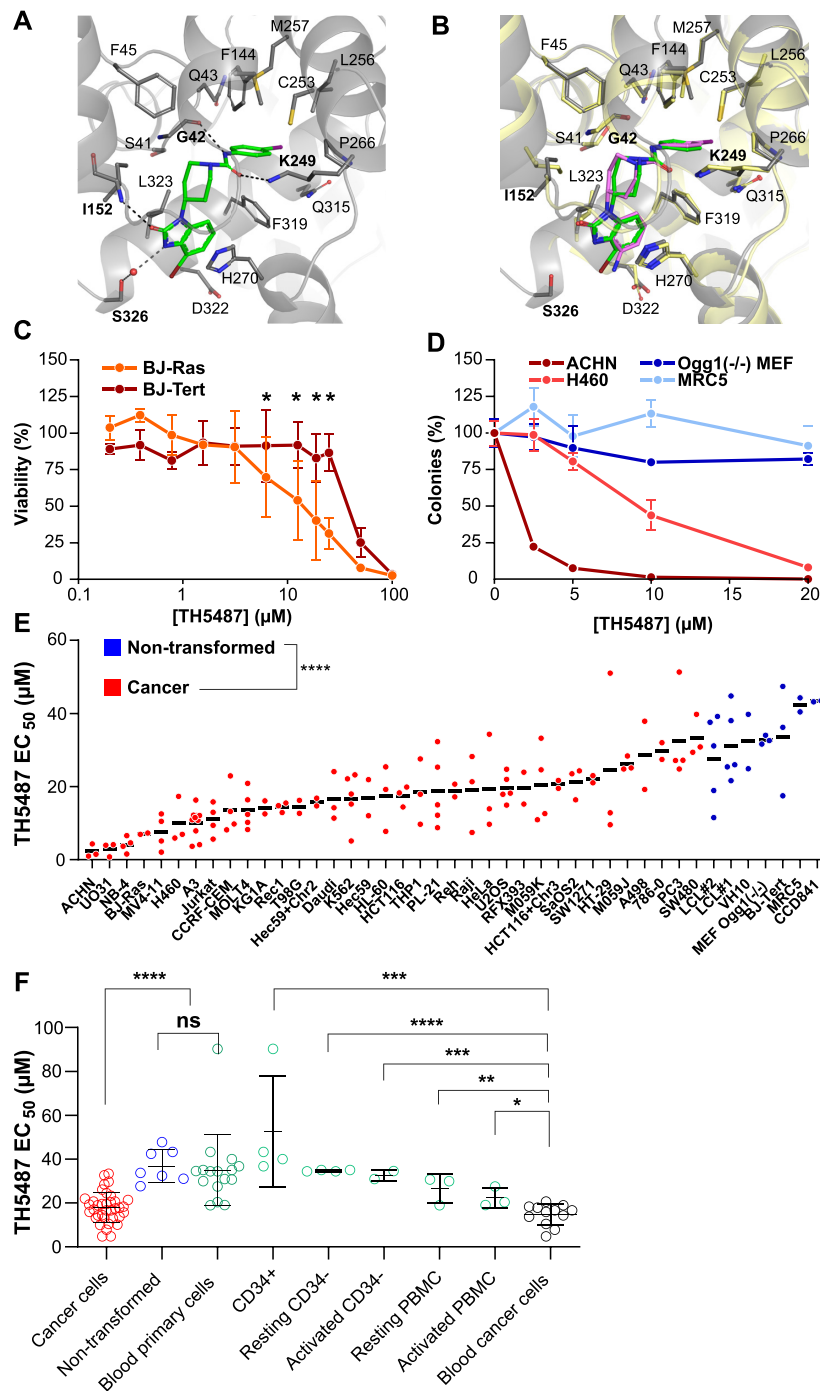 A
M257
F45
F144
L256
Q43
C253
S41
G42
P266
K249
I152
L323
Q315
F319
H270
S326
D322
B
M257
F45
F144
L256
Q43
C253
S41
G42
P266
K249
I152
L323
Q315
F319
H270
S326
D322
C
150
125
100
75
50
25
0
Viability (%)
BJ-Ras
BJ-Tert
* * * *
0.1 1 10 100
[TH5487] (µM)
D
150
125
100
75
50
25
0
Colonies (%)
ACHN
H460
Ogg1(-/-) MEF
MRC5
0 5 10 15 20
[TH5487] (µM)
E
60
40
20
0
TH5487 EC 50 (µM)
Non-transformed
Cancer
****
ACHN
UO31
NB-4
BJ-Ras
MV4-11
H460
A3
Jurkat
CCRF-CEM
MOLT4
KG1A
Rec1
T98G
Hec59+Chr2
Daudi
K562
Hec59
HL-60
HCT116
THP1
PL-21
Reh
Raji
HeLa
U2OS
RFX393
M059K
HCT116+Chr3
SaOS2
SW1271
HT-29
M059J
A498
786-0
DC3
SW480
LCL#2
LCL#1
VH10
MEF Ogg1(-/-)
BJ-Tert
MRC5
CCD841
F
100
80
60
40
20
0
TH5487 EC 50 (µM)
****
ns
***
****
***
**
*
Cancer cells
Non-transformed
Blood primary cells
CD34+
Resting CD34-
Activated CD34-
Resting PBMC
Activated PBMC
Blood cancer cells